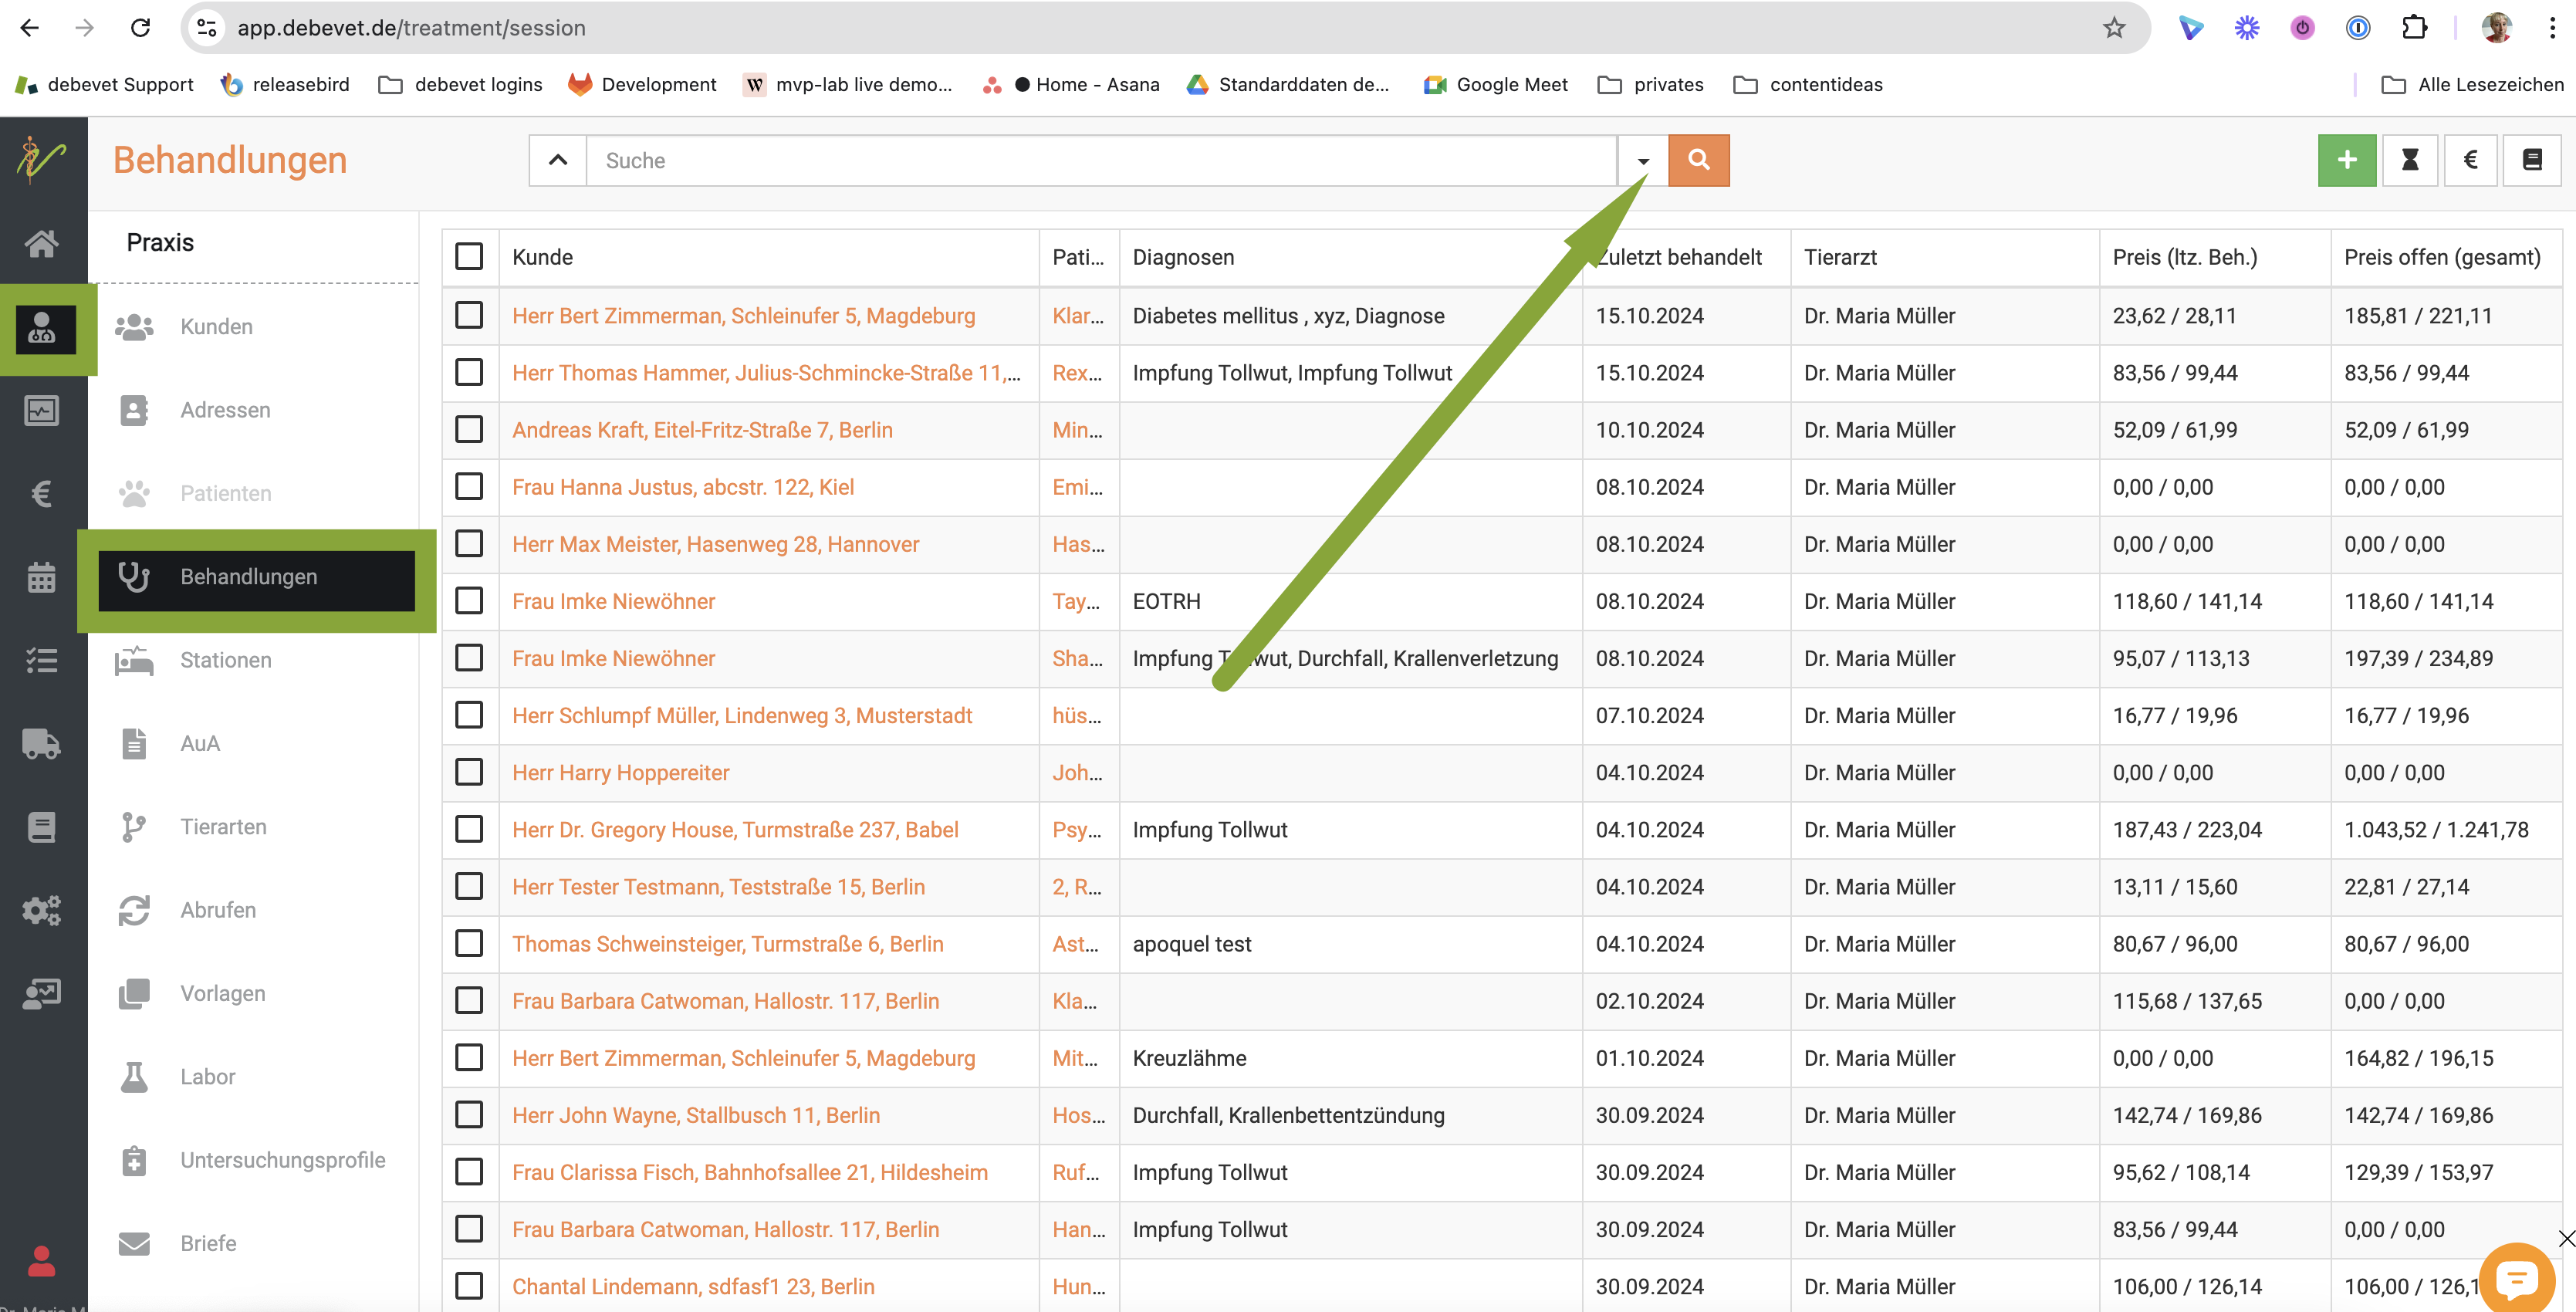 app.debevet.de/treatment/session
debevet Support releasebird debevet logins Development mvp-lab live demo... Home - Asana Standarddaten de... Google Meet privates contentideas Alle Lesezeichen
Behandlungen
Suche
Praxis
Kunden
Adressen
Patienten
Behandlungen
Stationen
AuA
Tierarten
Abrufen
Vorlagen
Labor
Untersuchungsprofile
Briefe
Kunde Pati... Diagnosen Zuletzt behandelt Tierarzt Preis (ltz. Beh.) Preis offen (gesamt)
Herr Bert Zimmerman, Schleinufer 5, Magdeburg Klar... Diabetes mellitus , xyz, Diagnose 15.10.2024 Dr. Maria Müller 23,62 / 28,11 185,81 / 221,11
Herr Thomas Hammer, Julius-Schmincke-Straße 11,... Rex... Impfung Tollwut, Impfung Tollwut 15.10.2024 Dr. Maria Müller 83,56 / 99,44 83,56 / 99,44
Andreas Kraft, Eitel-Fritz-Straße 7, Berlin Min... 10.10.2024 Dr. Maria Müller 52,09 / 61,99 52,09 / 61,99
Frau Hanna Justus, abcstr. 122, Kiel Emi... 08.10.2024 Dr. Maria Müller 0,00 / 0,00 0,00 / 0,00
Herr Max Meister, Hasenweg 28, Hannover Has... 08.10.2024 Dr. Maria Müller 0,00 / 0,00 0,00 / 0,00
Frau Imke Niewöhner Tay... EOTRH 08.10.2024 Dr. Maria Müller 118,60 / 141,14 118,60 / 141,14
Frau Imke Niewöhner Sha... Impfung Tollwut, Durchfall, Krallenverletzung 08.10.2024 Dr. Maria Müller 95,07 / 113,13 197,39 / 234,89
Herr Schlumpf Müller, Lindenweg 3, Musterstadt hüs... 07.10.2024 Dr. Maria Müller 16,77 / 19,96 16,77 / 19,96
Herr Harry Hoppereiter Joh... 04.10.2024 Dr. Maria Müller 0,00 / 0,00 0,00 / 0,00
Herr Dr. Gregory House, Turmstraße 237, Babel Psy... Impfung Tollwut 04.10.2024 Dr. Maria Müller 187,43 / 223,04 1.043,52 / 1.241,78
Herr Tester Testmann, Teststraße 15, Berlin 2, R... 04.10.2024 Dr. Maria Müller 13,11 / 15,60 22,81 / 27,14
Thomas Schweinsteiger, Turmstraße 6, Berlin Ast... apoquel test 04.10.2024 Dr. Maria Müller 80,67 / 96,00 80,67 / 96,00
Frau Barbara Catwoman, Hallostr. 117, Berlin Kla... 02.10.2024 Dr. Maria Müller 115,68 / 137,65 0,00 / 0,00
Herr Bert Zimmerman, Schleinufer 5, Magdeburg Mit... Kreuzlähme 01.10.2024 Dr. Maria Müller 0,00 / 0,00 164,82 / 196,15
Herr John Wayne, Stallbusch 11, Berlin Hos... Durchfall, Krallenbettentzündung 30.09.2024 Dr. Maria Müller 142,74 / 169,86 142,74 / 169,86
Frau Clarissa Fisch, Bahnhofsallee 21, Hildesheim Ruf... Impfung Tollwut 30.09.2024 Dr. Maria Müller 95,62 / 108,14 129,39 / 153,97
Frau Barbara Catwoman, Hallostr. 117, Berlin Han... Impfung Tollwut 30.09.2024 Dr. Maria Müller 83,56 / 99,44 0,00 / 0,00
Chantal Lindemann, sdfasf1 23, Berlin Hun... 30.09.2024 Dr. Maria Müller 106,00 / 126,14 106,00 / 126,1